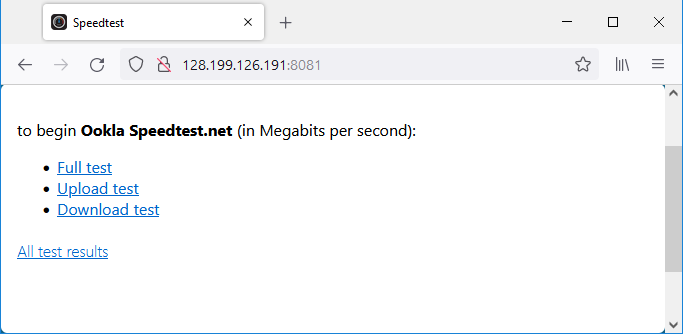 Speedtest
128.199.126.191:8081
to begin Ookla Speedtest.net (in Megabits per second):
Full test
Upload test
Download test
All test results